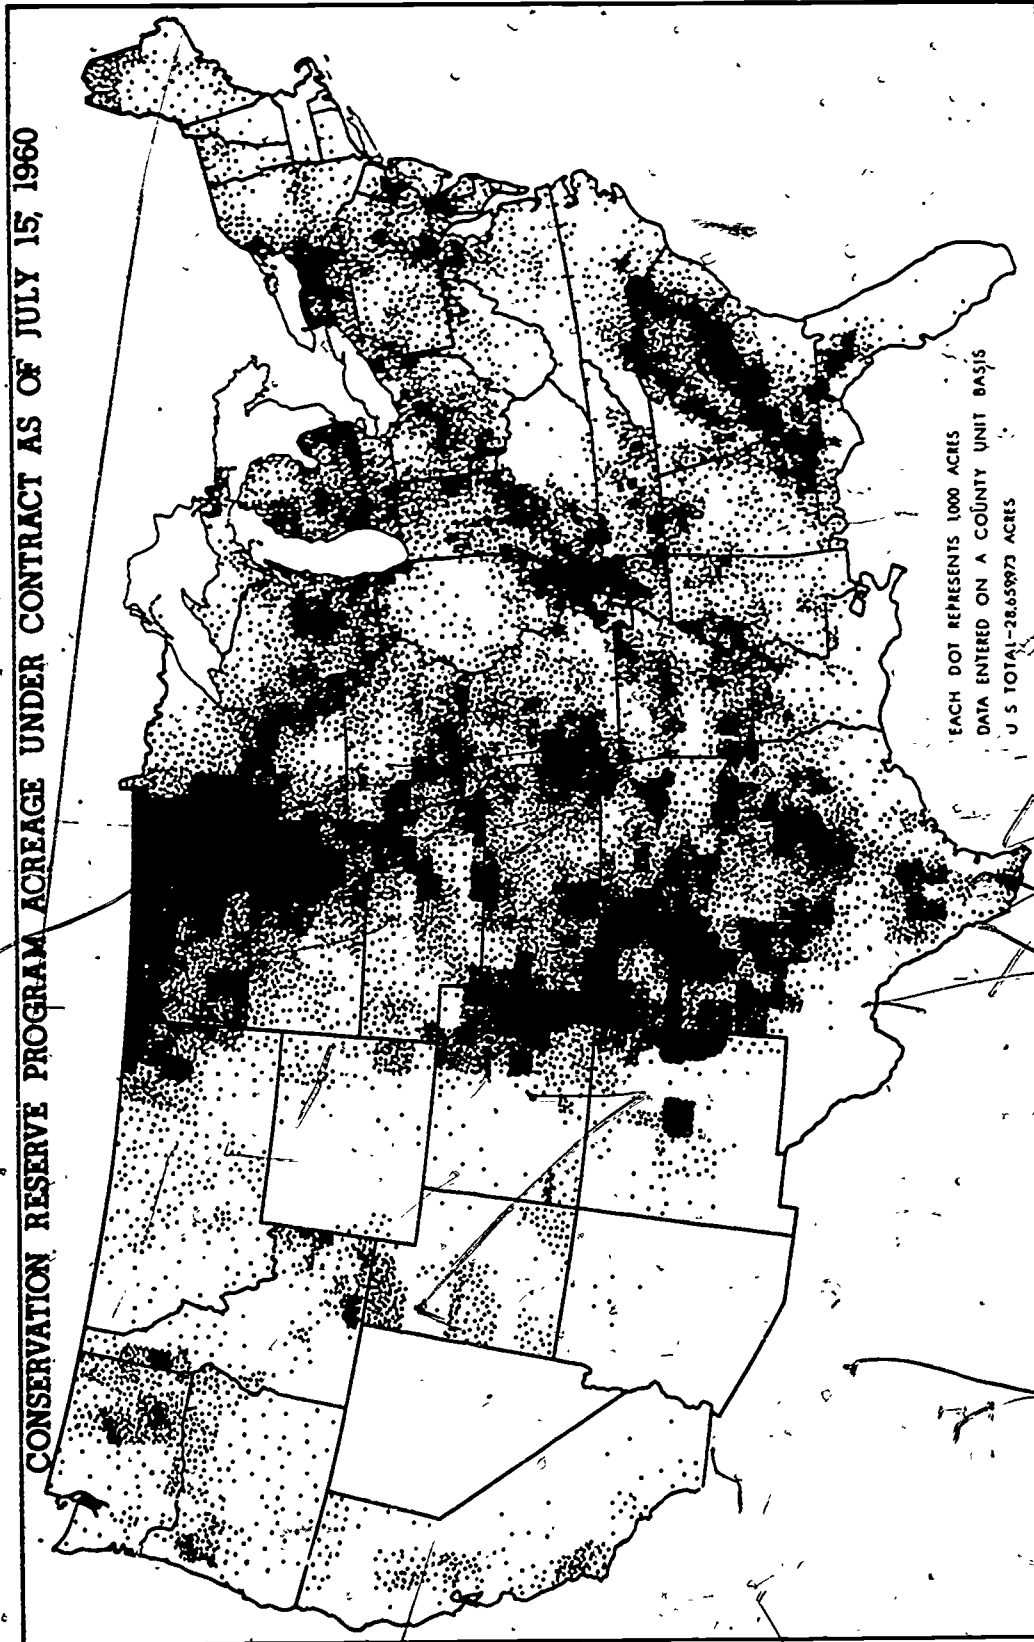 CONSERVATION RESERVE PROGRAM ACREAGE UNDER CONTRACT AS OF JULY 15, 1960
EACH DOT REPRESENTS 1,000 ACRES
DATA ENTERED ON A COUNTY UNIT BASIS
U S TOTAL-28,659,973 ACRES